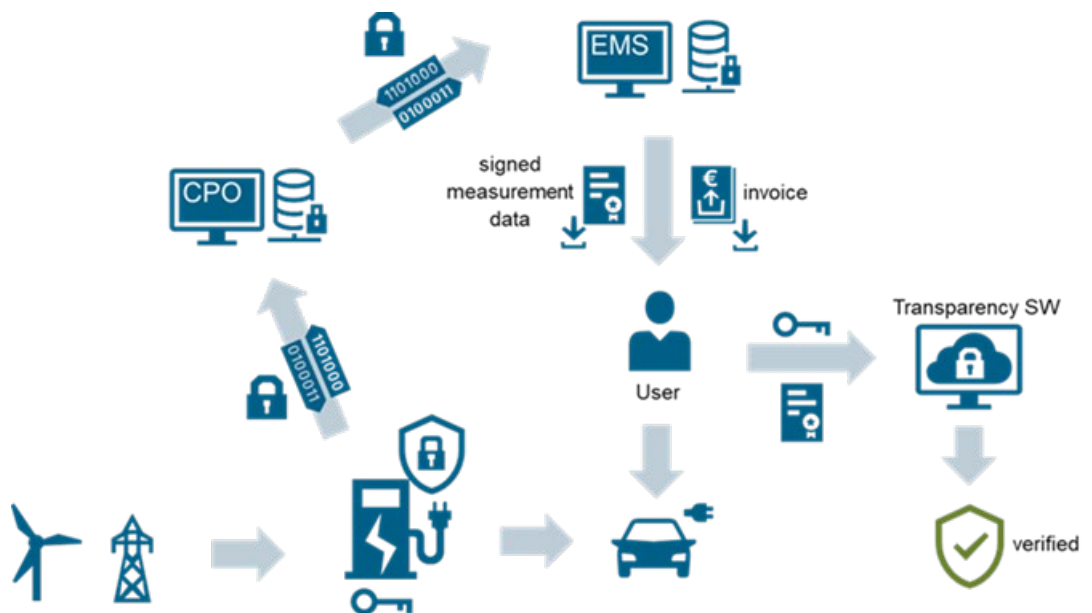 EMS
1101000
0100011
signed
measurement
data
€
invoice
CPO
Transparency SW
1101000
0100011
User
verified